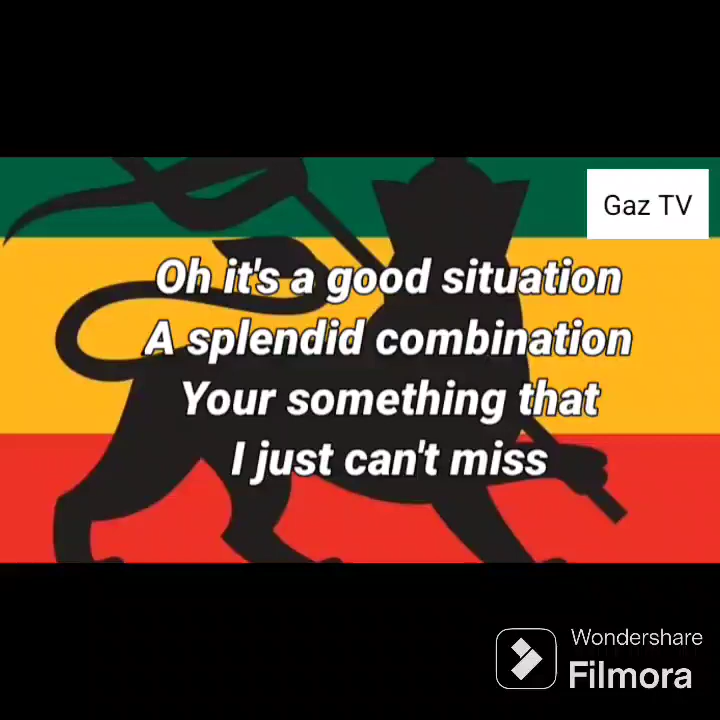 Gaz TV
Oh it's a good situation
A splendid combination
Your something that
I just can't miss
Wondershare
Filmora